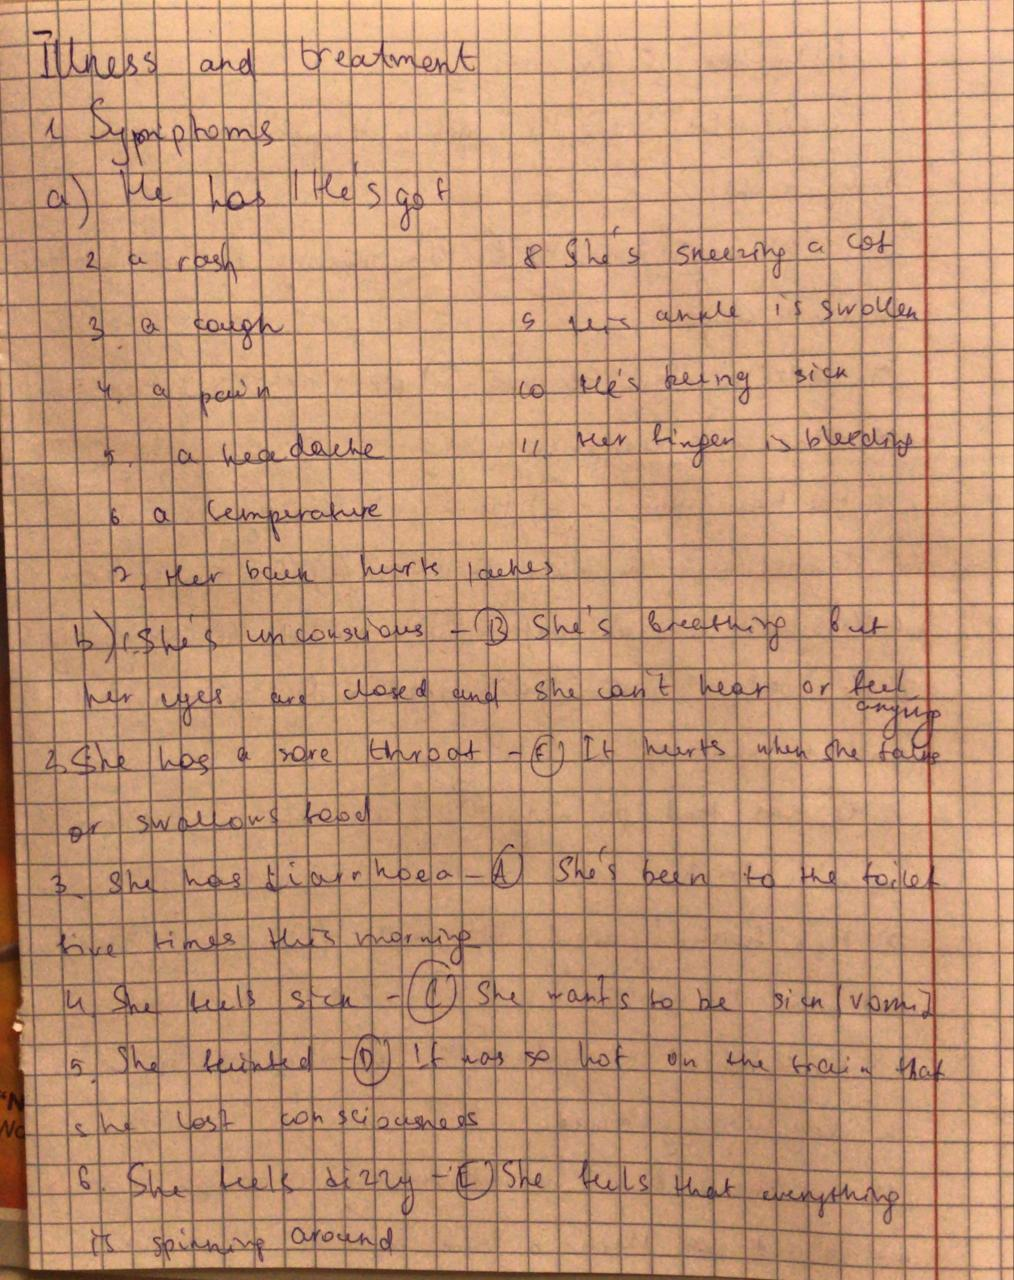 Illness and treatment
1 Symptoms
a) He has / He's got
2 a rash
3. a cough
4. a pain
5. a headache
6 a temperature
7. Her back hurts / aches
8 She's sneezing a cot
9 is swollen
10 He's being sick
11 Her finger is bleeding
b) 1. She's unconscious - (B) She's breathing but
her eyes are closed and she can't hear or feel
2. She has a sore throat - (F) It hurts when she
or swallows food
3. She has diarrhoea - (A) She's been to the toilet
five times this morning
4. She feels sick - (C) She wants to be sick (vomi
5. She - (D) It was so hot on the train that
she lost consciousness
6. She feels dizzy - (E) She feels that everything
is spinning around
"N